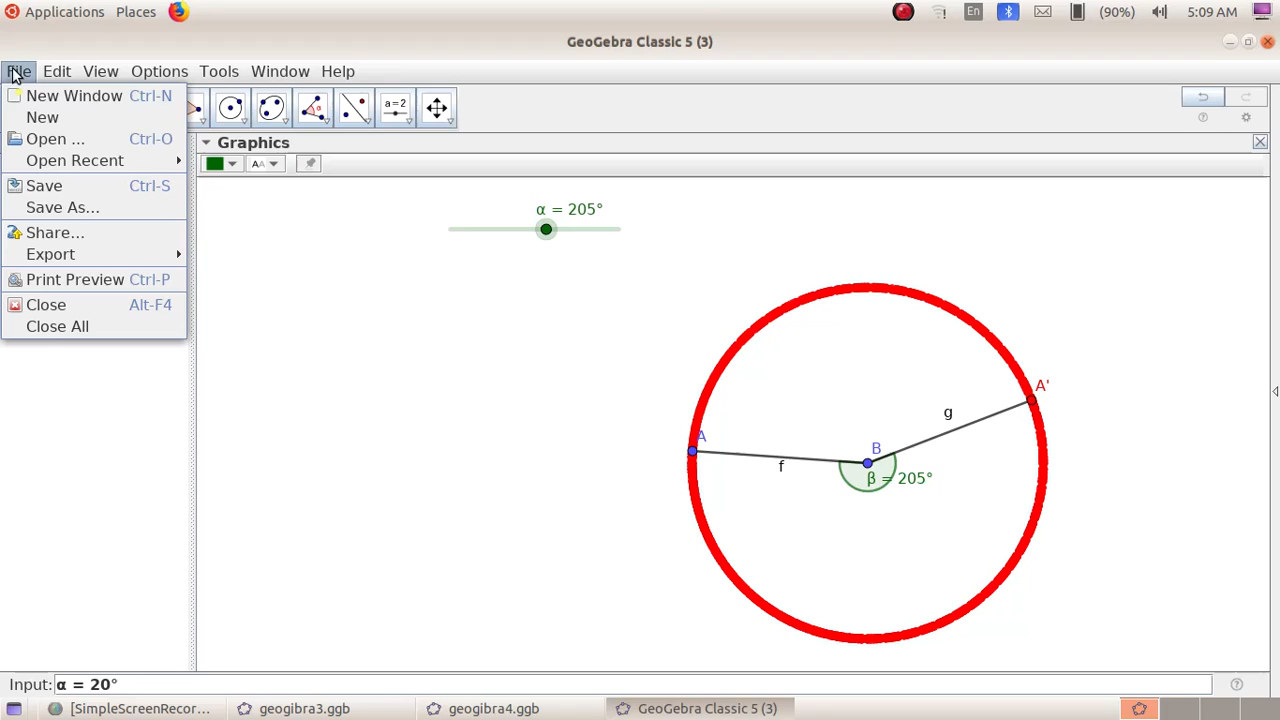 Applications Places En (90%) 5:09 AM
GeoGebra Classic 5 (3)
File Edit View Options Tools Window Help
New Window Ctrl-N
New
Open ... Ctrl-O
Open Recent
Save Ctrl-S
Save As...
Share...
Export
Print Preview Ctrl-P
Close Alt-F4
Close All
α a=2
Graphics
AA
α = 205°
A'
g
A
B
f
β = 205°
Input: α = 20°
[SimpleScreenRecor... geogibra3.ggb geogibra4.ggb GeoGebra Classic 5 (3)